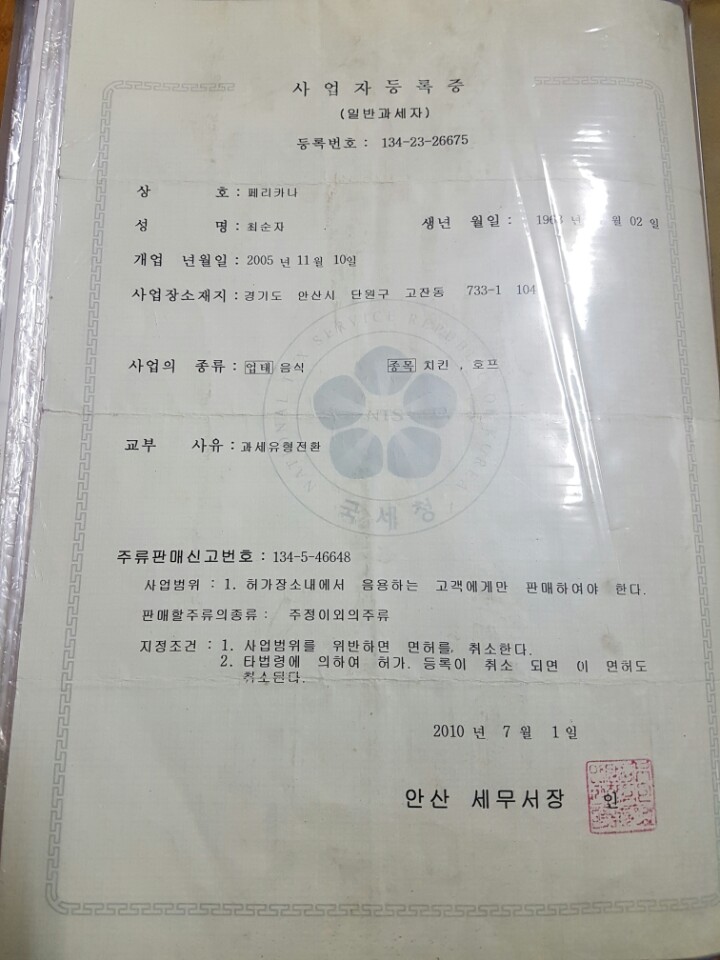 사업자등록증
(일반과세자)
등록번호 : 134-23-26675
상 호 : 페리카나
성 명 : 최순자 생년 월일 : 년 월 02 일
개업 년월일 : 2005 년 11 월 10일
사업장소재지 : 경기도 안산시 단원구 고잔동 733-1 104
사업의 종류 : 업태 음식 종목 치킨 , 호프
NATIONAL TAX SERVICE
NTS
국세청
교부 사유 : 과세유형전환
주류판매신고번호 : 134-5-46648
사업범위 : 1. 허가장소내에서 음용하는 고객에게만 판매하여야 한다.
판매할주류의종류 : 주정이외의주류
지정조건 : 1. 사업범위를 위반하면 면허를 취소한다.
2. 타법령에 의하여 허가. 등록이 취소 되면 이 면허도
취소된다.
2010 년 7 월 1 일
안산 세무서장 인